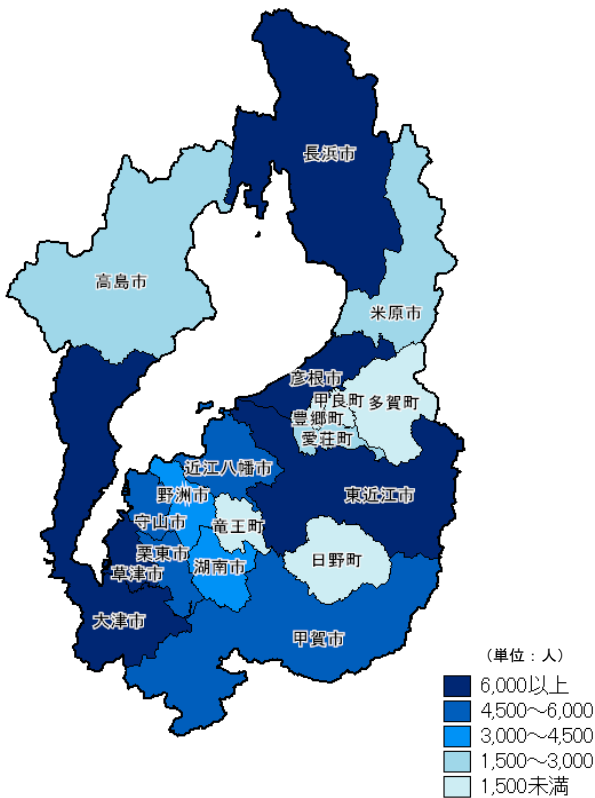 長浜市
高島市
米原市
彦根市
甲良町
多賀町
豊郷町
愛荘町
近江八幡市
野洲市
東近江市
守山市
竜王町
栗東市
日野町
湖南市
草津市
大津市
甲賀市
（単位：人）
6,000以上
4,500～6,000
3,000～4,500
1,500～3,000
1,500未満